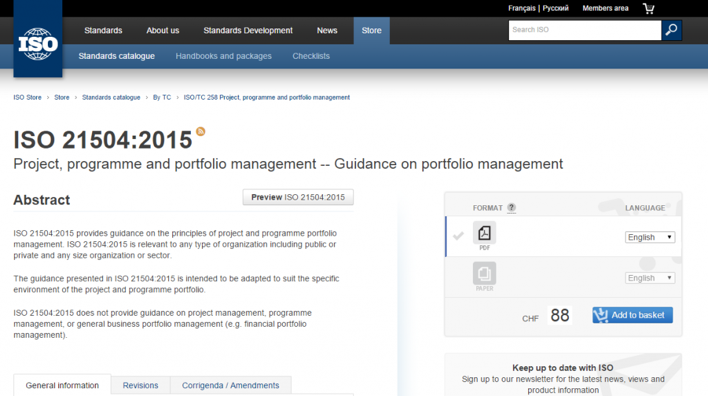 Français | Русский Members area
ISO
Standards About us Standards Development News Store
Search ISO
Standards catalogue Handbooks and packages Checklists
ISO Store › Store › Standards catalogue › By TC › ISO/TC 258 Project, programme and portfolio management
ISO 21504:2015
Project, programme and portfolio management -- Guidance on portfolio management
Abstract
Preview ISO 21504:2015
ISO 21504:2015 provides guidance on the principles of project and programme portfolio
management. ISO 21504:2015 is relevant to any type of organization including public or
private and any size organization or sector.
The guidance presented in ISO 21504:2015 is intended to be adapted to suit the specific
environment of the project and programme portfolio.
ISO 21504:2015 does not provide guidance on project management, programme
management, or general business portfolio management (e.g. financial portfolio
management).
General information Revisions Corrigenda / Amendments
FORMAT ? LANGUAGE
PDF
English
PAPER
English
CHF 88 Add to basket
Keep up to date with ISO
Sign up to our newsletter for the latest news, views and
product information